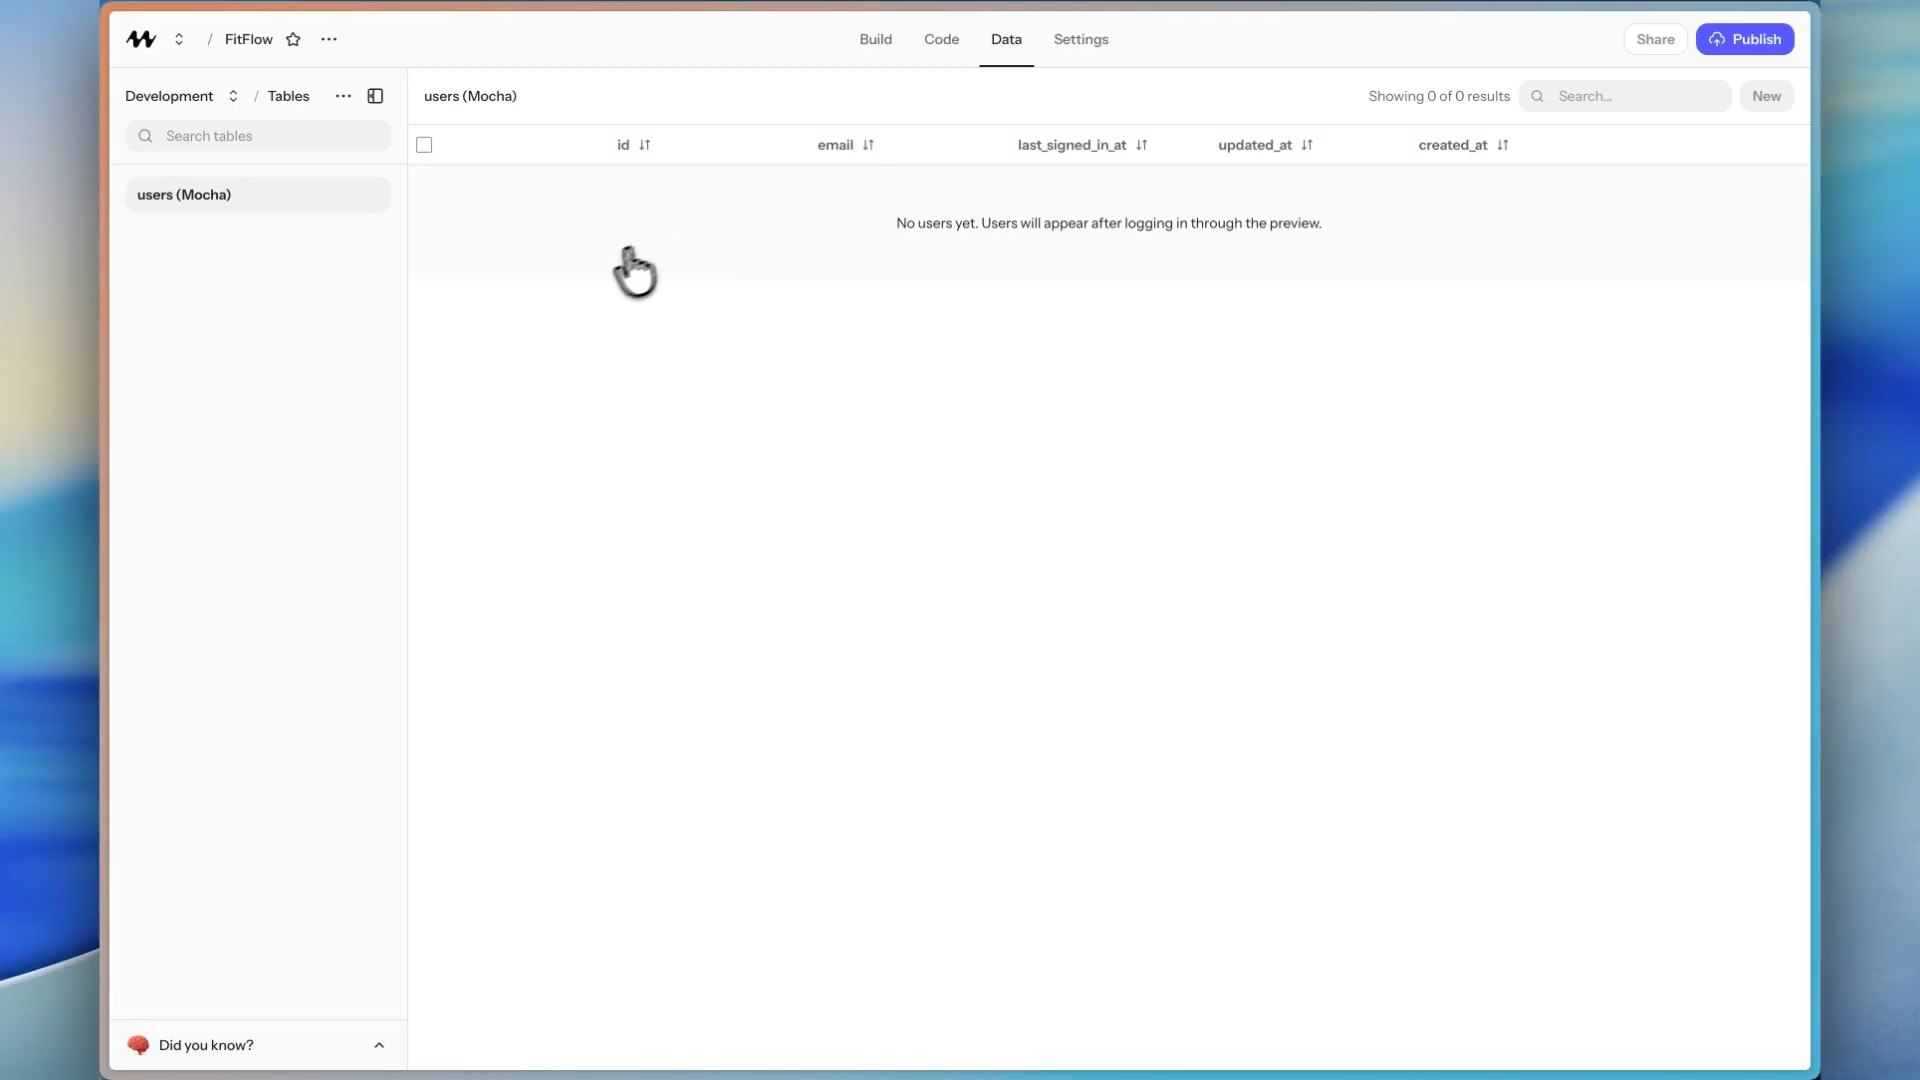 / FitFlow
Build Code Data Settings
Share Publish
Development / Tables
users (Mocha)
Showing 0 of 0 results
Search...
New
Search tables
id email last_signed_in_at updated_at created_at
users (Mocha)
No users yet. Users will appear after logging in through the preview.
Did you know?